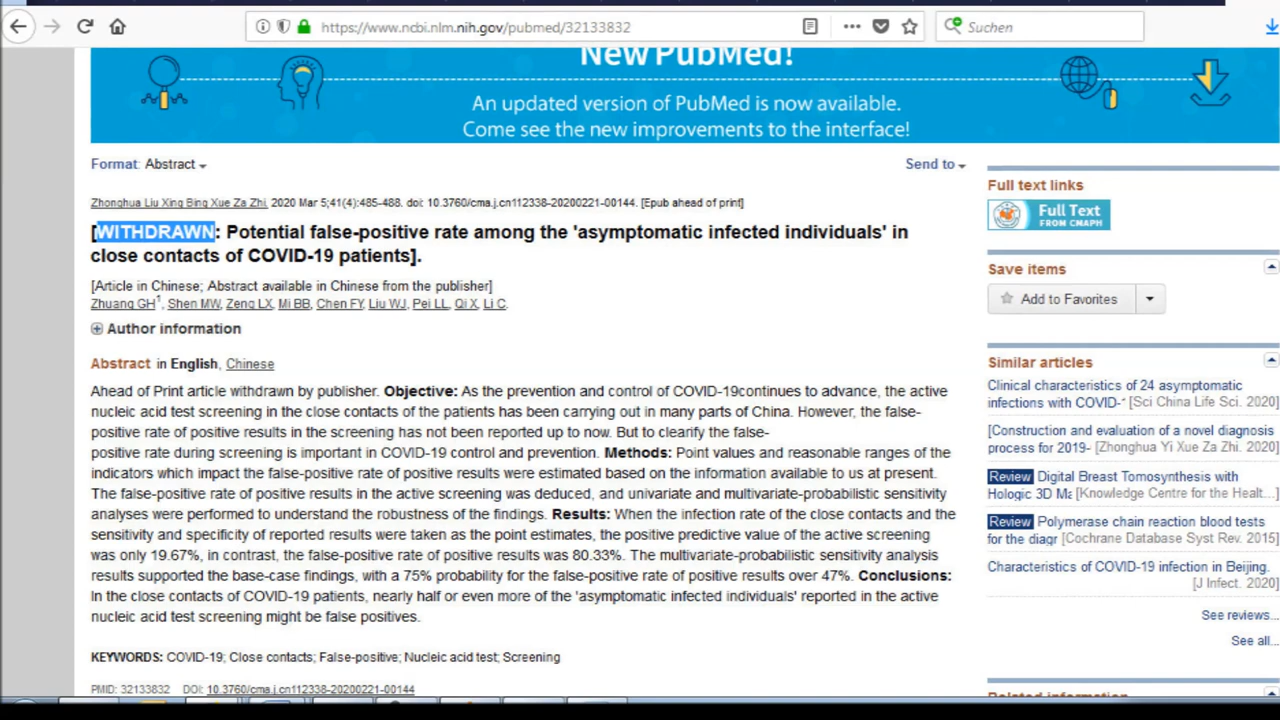 https://www.ncbi.nlm.nih.gov/pubmed/32133832
Suchen
New PubMed!
An updated version of PubMed is now available.
Come see the new improvements to the interface!
Format: Abstract
Send to
Zhonghua Liu Xing Bing Xue Za Zhi. 2020 Mar 5;41(4):485-488. doi: 10.3760/cma.j.cn112338-20200221-00144. [Epub ahead of print]
[WITHDRAWN: Potential false-positive rate among the 'asymptomatic infected individuals' in
close contacts of COVID-19 patients].
[Article in Chinese; Abstract available in Chinese from the publisher]
Zhuang GH1, Shen MW, Zeng LX, Mi BB, Chen FY, Liu WJ, Pei LL, Qi X, Li C.
Author information
Abstract in English, Chinese
Ahead of Print article withdrawn by publisher. Objective: As the prevention and control of COVID-19continues to advance, the active
nucleic acid test screening in the close contacts of the patients has been carrying out in many parts of China. However, the false-
positive rate of positive results in the screening has not been reported up to now. But to clearify the false-
positive rate during screening is important in COVID-19 control and prevention. Methods: Point values and reasonable ranges of the
indicators which impact the false-positive rate of positive results were estimated based on the information available to us at present.
The false-positive rate of positive results in the active screening was deduced, and univariate and multivariate-probabilistic sensitivity
analyses were performed to understand the robustness of the findings. Results: When the infection rate of the close contacts and the
sensitivity and specificity of reported results were taken as the point estimates, the positive predictive value of the active screening
was only 19.67%, in contrast, the false-positive rate of positive results was 80.33%. The multivariate-probabilistic sensitivity analysis
results supported the base-case findings, with a 75% probability for the false-positive rate of positive results over 47%. Conclusions:
In the close contacts of COVID-19 patients, nearly half or even more of the 'asymptomatic infected individuals' reported in the active
nucleic acid test screening might be false positives.
KEYWORDS: COVID-19; Close contacts; False-positive; Nucleic acid test; Screening
PMID: 32133832 DOI: 10.3760/cma.j.cn112338-20200221-00144
Full text links
Full Text
FROM CNAPH
Save items
Add to Favorites
Similar articles
Clinical characteristics of 24 asymptomatic
infections with COVID-1 [Sci China Life Sci. 2020]
[Construction and evaluation of a novel diagnosis
process for 2019- [Zhonghua Yi Xue Za Zhi. 2020]
Review Digital Breast Tomosynthesis with
Hologic 3D Ma [Knowledge Centre for the Healt...]
Review Polymerase chain reaction blood tests
for the diagr [Cochrane Database Syst Rev. 2015]
Characteristics of COVID-19 infection in Beijing.
[J Infect. 2020]
See reviews...
See all...
Related information